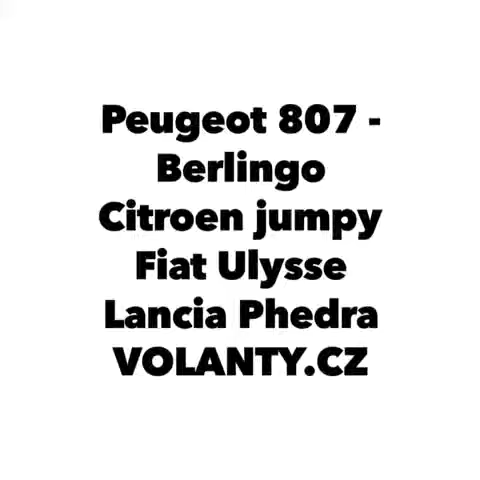 Peugeot 807 -
Berlingo
Citroen jumpy
Fiat Ulysse
Lancia Phedra
VOLANTY.CZ